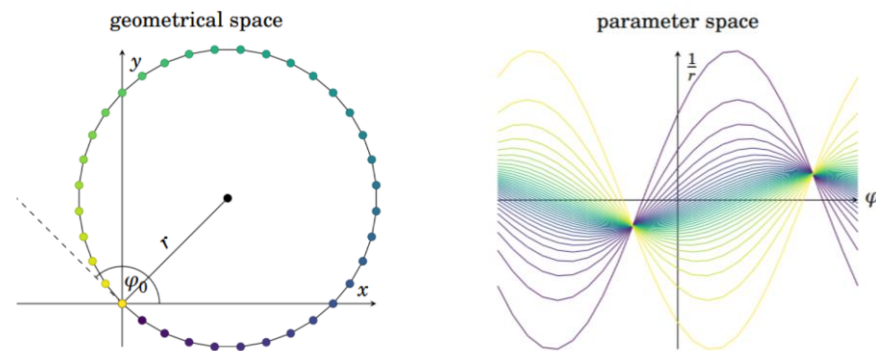 geometrical space
y
r
φ₀
x
parameter space
1/r
φ